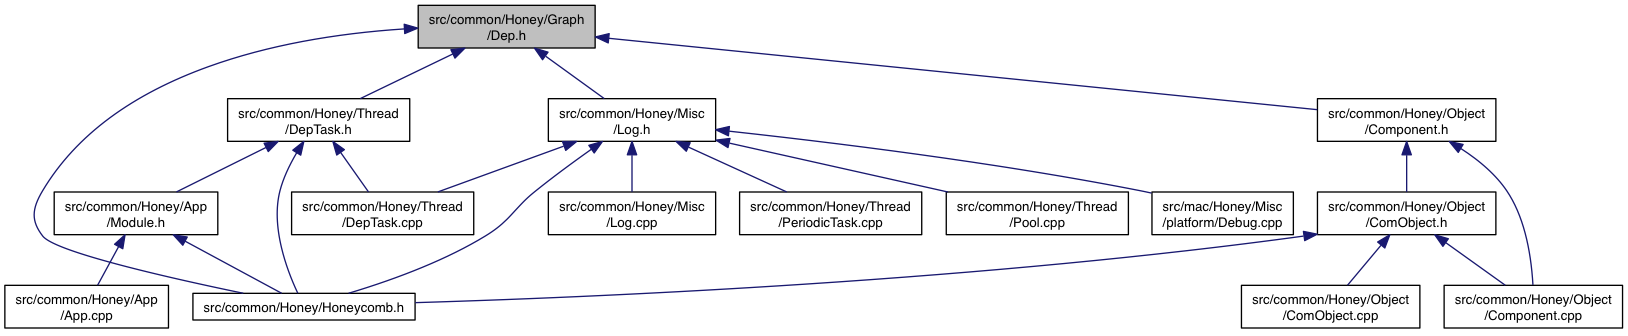 src/common/Honey/Graph
/Dep.h
src/common/Honey/Thread
/DepTask.h
src/common/Honey/Misc
/Log.h
src/common/Honey/Object
/Component.h
src/common/Honey/App
/Module.h
src/common/Honey/Thread
/DepTask.cpp
src/common/Honey/Misc
/Log.cpp
src/common/Honey/Thread
/PeriodicTask.cpp
src/common/Honey/Thread
/Pool.cpp
src/mac/Honey/Misc
/platform/Debug.cpp
src/common/Honey/Object
/ComObject.h
src/common/Honey/App
/App.cpp
src/common/Honey/Honeycomb.h
src/common/Honey/Object
/ComObject.cpp
src/common/Honey/Object
/Component.cpp